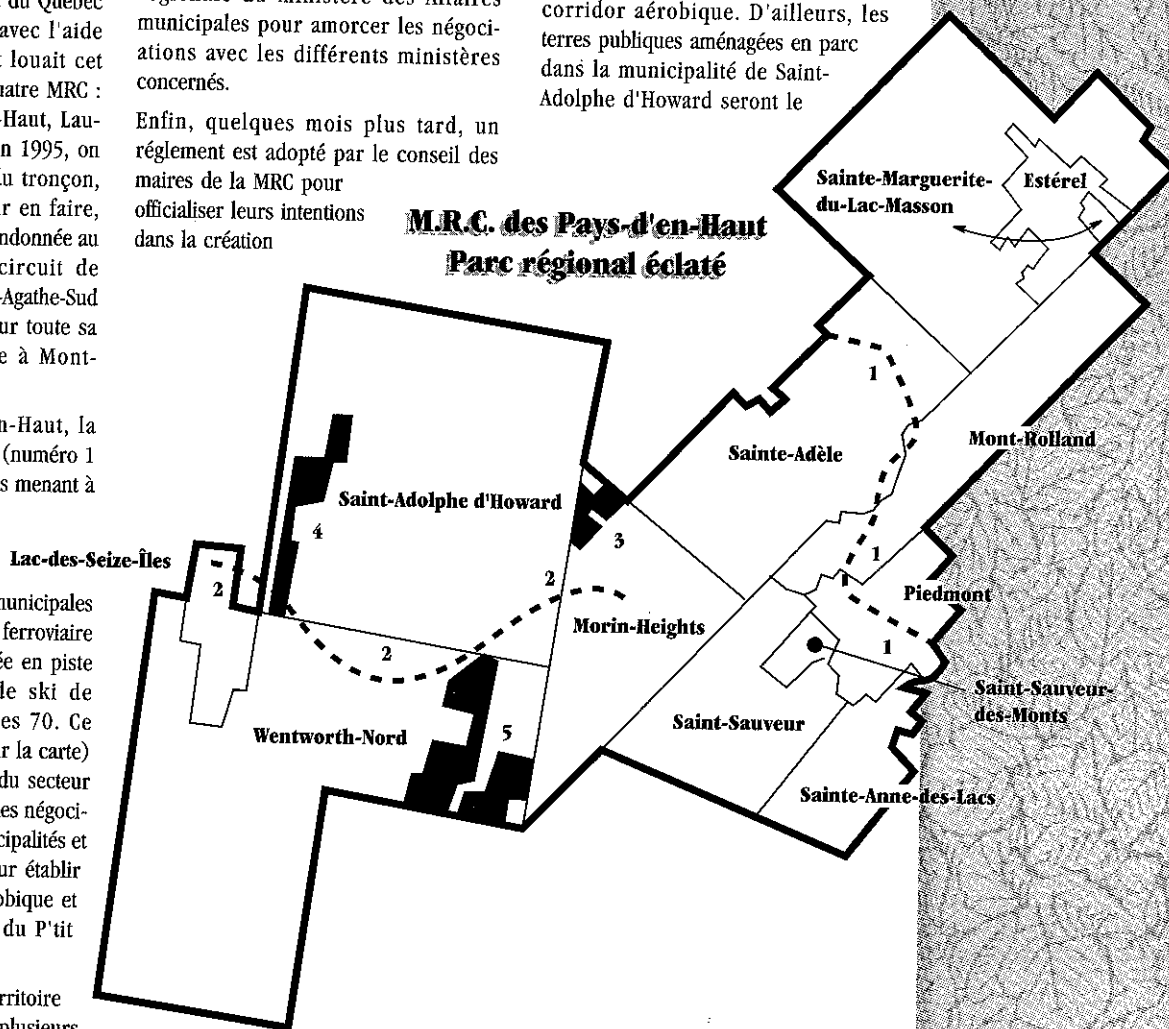 du Québec
avec l'aide
louait cet
uatre MRC :
-Haut, Lau-
n 1995, on
u tronçon,
r en faire,
ndonnée au
circuit de
-Agathe-Sud
ur toute sa
e à Mont-
n-Haut, la
(numéro 1
s menant à
municipales
ferroviaire
ée en piste
le ski de
es 70. Ce
r la carte)
du secteur
es négoci-
cipalités et
ur établir
obique et
du P'tit
rritoire
plusieurs
municipales pour amorcer les négoci-
ations avec les différents ministères
concernés.
Enfin, quelques mois plus tard, un
réglement est adopté par le conseil des
maires de la MRC pour
officialiser leurs intentions
dans la création
corridor aérobique. D'ailleurs, les
terres publiques aménagées en parc
dans la municipalité de Saint-
Adolphe d'Howard seront le
M.R.C. des Pays-d'en-Haut
Parc régional éclaté
Sainte-Marguerite-
du-Lac-Masson
Estérel
1
Mont-Rolland
Sainte-Adèle
Saint-Adolphe d'Howard
4
3
Lac-des-Seize-Îles
2
2
1
Piedmont
Morin-Heights
2
1
Saint-Sauveur-
des-Monts
Saint-Sauveur
Wentworth-Nord
5
Sainte-Anne-des-Lacs